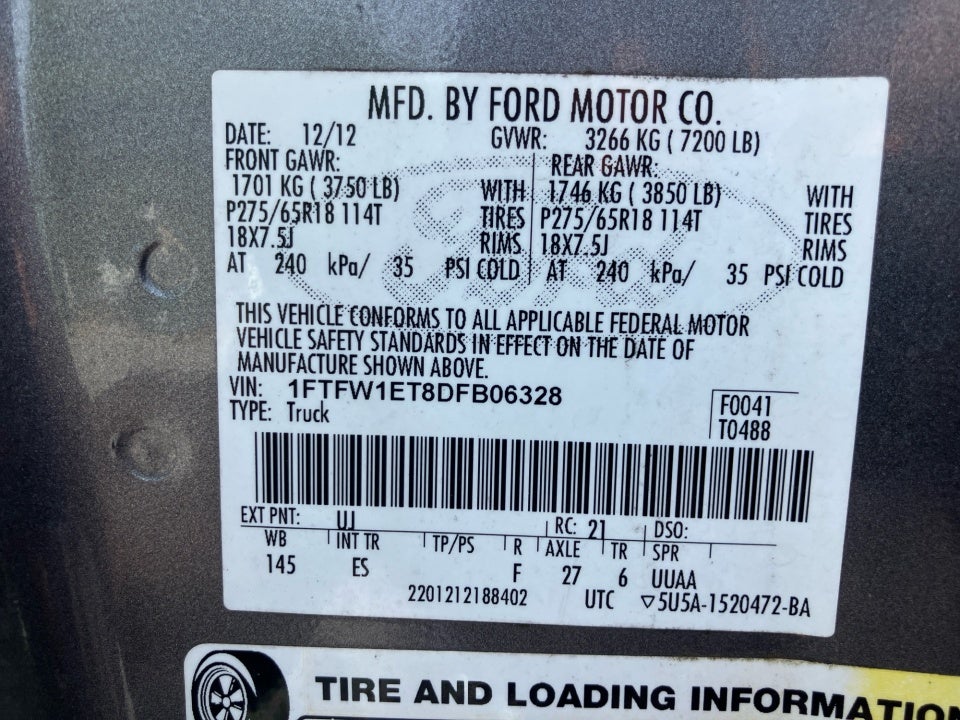 MFD. BY FORD MOTOR CO.
DATE: 12/12 GVWR: 3266 KG ( 7200 LB)
FRONT GAWR: REAR GAWR:
1701 KG ( 3750 LB) WITH 1746 KG ( 3850 LB) WITH
P275/65R18 114T TIRES P275/65R18 114T TIRES
18X7.5J RIMS 18X7.5J RIMS
AT 240 kPa/ 35 PSI COLD AT 240 kPa/ 35 PSI COLD
Ford
THIS VEHICLE CONFORMS TO ALL APPLICABLE FEDERAL MOTOR
VEHICLE SAFETY STANDARDS IN EFFECT ON THE DATE OF
MANUFACTURE SHOWN ABOVE.
VIN: 1FTFW1ET8DFB06328
TYPE: Truck
F0041
T0488
EXT PNT: UJ RC: 21 DSO:
WB INT TR TP/PS R AXLE TR SPR
145 ES F 27 6 UUAA
2201212188402 UTC ▽5U5A-1520472-BA
TIRE AND LOADING INFORMATION